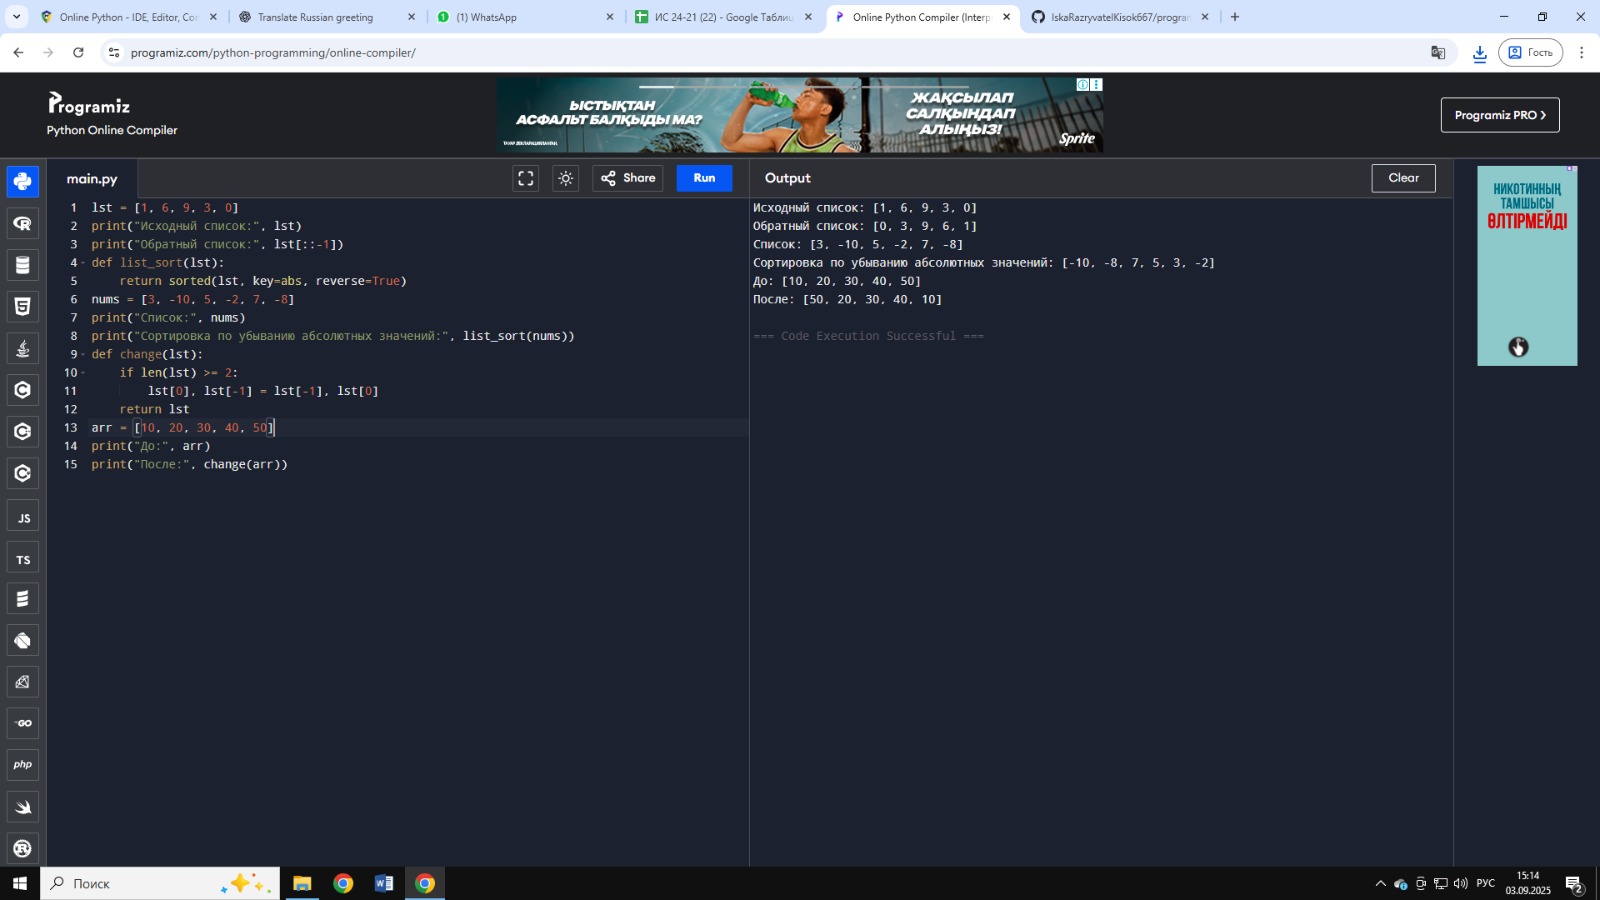 Online Python - IDE, Editor, Con
Translate Russian greeting
(1) WhatsApp
ИС 24-21 (22) - Google Таблиц
Online Python Compiler (Interp
IskaRazryvatelKisok667/program
programiz.com/python-programming/online-compiler/
Гость
Programiz
Python Online Compiler
ЫСТЫҚТАН
АСФАЛЬТ БАЛҚЫДЫ МА?
ЖАҚСЫЛАП
САЛҚЫНДАП
АЛЫҢЫЗ!
Sprite
Programiz PRO
main.py
Share
Run
Output
Clear
1 lst = [1, 6, 9, 3, 0]
2 print("Исходный список:", lst)
3 print("Обратный список:", lst[::-1])
4 def list_sort(lst):
5 return sorted(lst, key=abs, reverse=True)
6 nums = [3, -10, 5, -2, 7, -8]
7 print("Список:", nums)
8 print("Сортировка по убыванию абсолютных значений:", list_sort(nums))
9 def change(lst):
10 if len(lst) >= 2:
11 lst[0], lst[-1] = lst[-1], lst[0]
12 return lst
13 arr = [10, 20, 30, 40, 50]
14 print("До:", arr)
15 print("После:", change(arr))
Исходный список: [1, 6, 9, 3, 0]
Обратный список: [0, 3, 9, 6, 1]
Список: [3, -10, 5, -2, 7, -8]
Сортировка по убыванию абсолютных значений: [-10, -8, 7, 5, 3, -2]
До: [10, 20, 30, 40, 50]
После: [50, 20, 30, 40, 10]
=== Code Execution Successful ===
НИКОТИННЫҢ
ТАМШЫСЫ
ӨЛТІРМЕЙДІ
JS
TS
GO
php
Поиск
РУС
15:14
03.09.2025
2